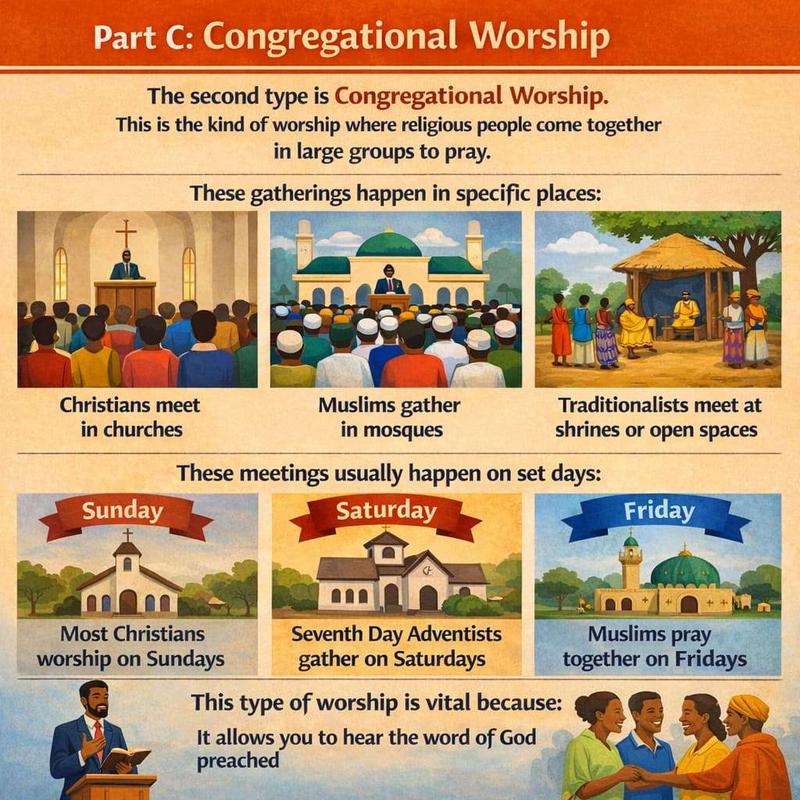 Part C: Congregational Worship
The second type is Congregational Worship.
This is the kind of worship where religious people come together
in large groups to pray.
These gatherings happen in specific places:
Christians meet
in churches
Muslims gather
in mosques
Traditionalists meet at
shrines or open spaces
These meetings usually happen on set days:
Sunday
Most Christians
worship on Sundays
Saturday
Seventh Day Adventists
gather on Saturdays
Friday
Muslims pray
together on Fridays
This type of worship is vital because:
It allows you to hear the word of God
preached